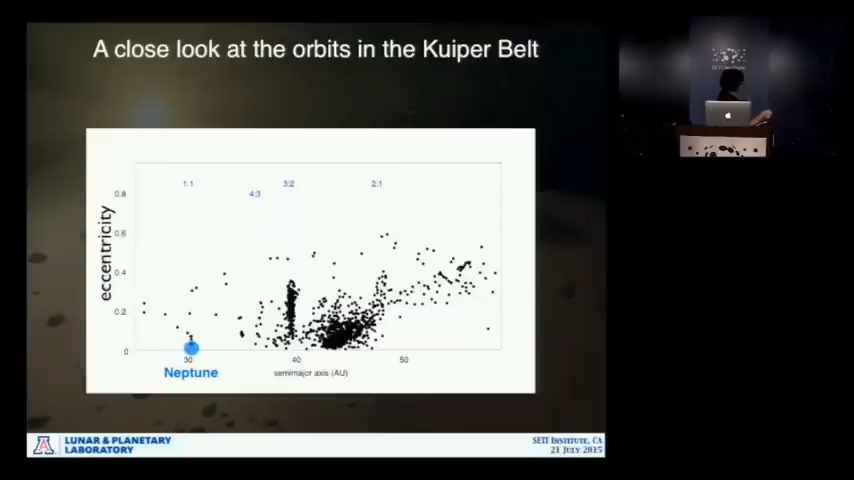 A close look at the orbits in the Kuiper Belt
SETI Institute
1:1
3:2
2:1
4:3
0.8
0.6
0.4
0.2
0
eccentricity
30
40
50
Neptune
semimajor axis (AU)
LUNAR & PLANETARY
LABORATORY
SETI INSTITUTE, CA
21 JULY 2015